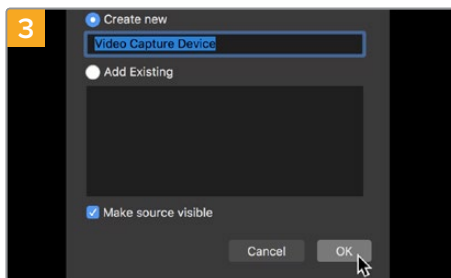 3
Create new
Video Capture Device
Add Existing
Make source visible
Cancel OK